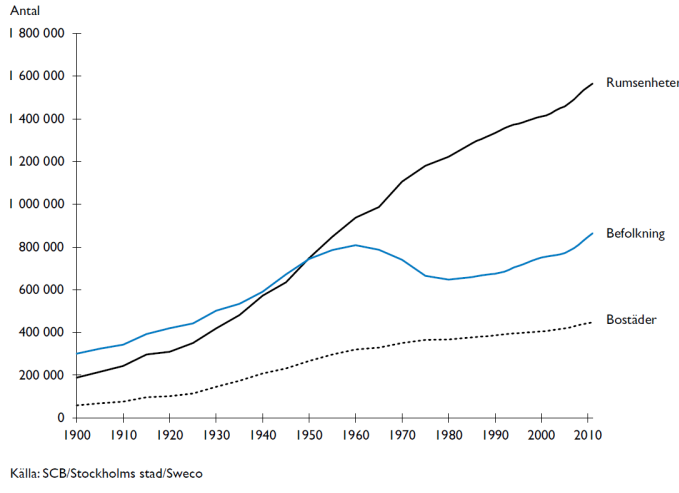 Antal
1 800 000
1 600 000
Rumsenheter
1 400 000
1 200 000
1 000 000
Befolkning
800 000
600 000
Bostäder
400 000
200 000
0
1900 1910 1920 1930 1940 1950 1960 1970 1980 1990 2000 2010
Källa: SCB/Stockholms stad/Sweco